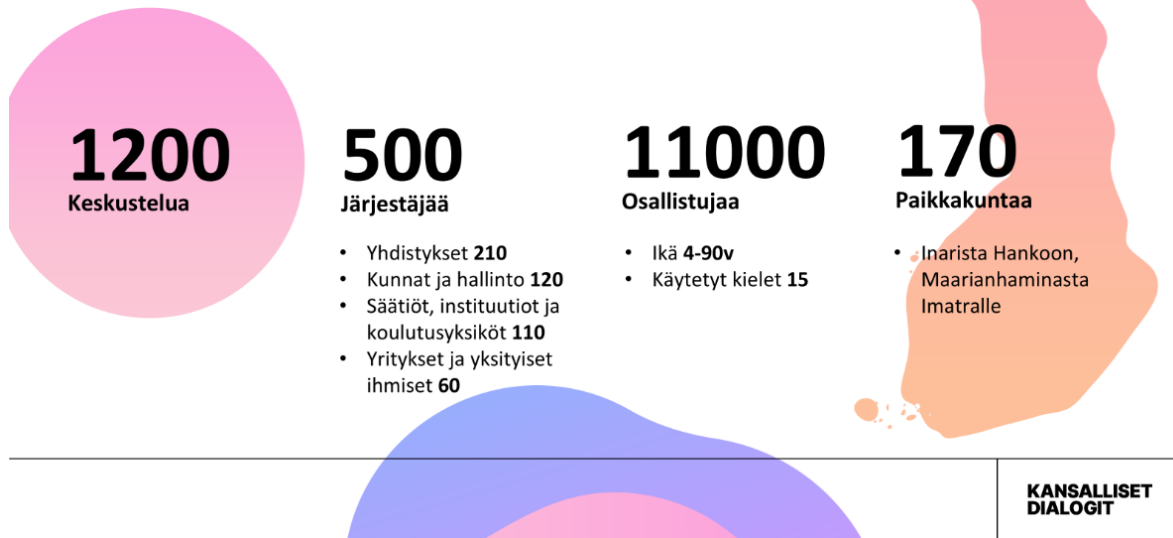 1200
Keskustelua
500
Järjestäjää
• Yhdistykset 210
• Kunnat ja hallinto 120
• Säätiöt, instituutiot ja
koulutusyksiköt 110
• Yritykset ja yksityiset
ihmiset 60
11000
Osallistujaa
• Ikä 4-90v
• Käytetyt kielet 15
170
Paikkakuntaa
• Inarista Hankoon,
Maarianhaminasta
Imatralle
KANSALLISET
DIALOGIT